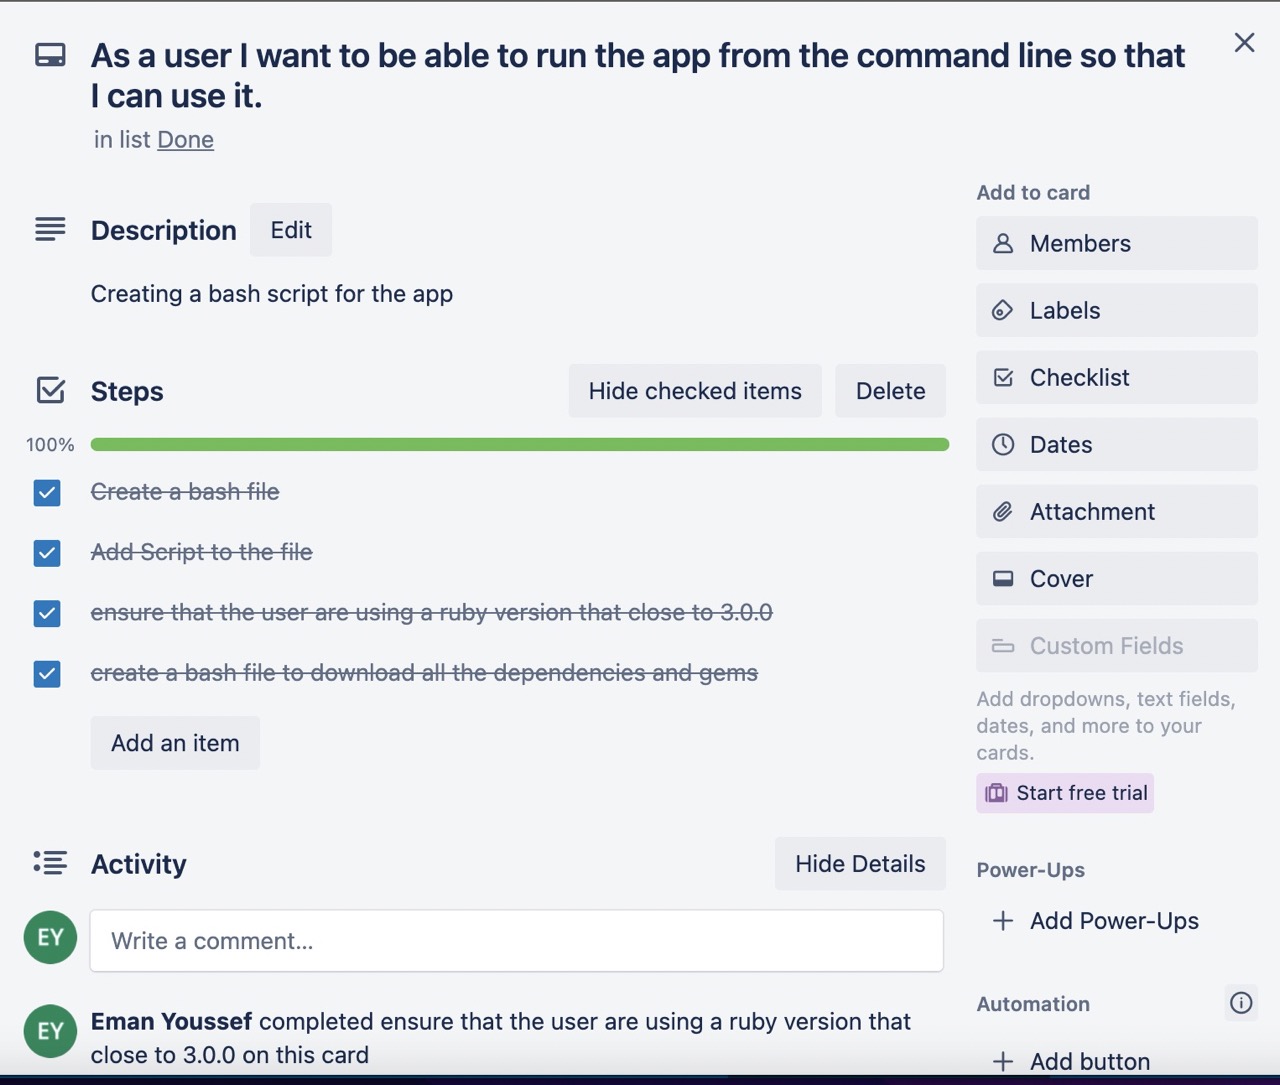 As a user I want to be able to run the app from the command line so that
I can use it.
in list Done
Description
Edit
Creating a bash script for the app
Steps
Hide checked items
Delete
100%
Create a bash file
Add Script to the file
ensure that the user are using a ruby version that close to 3.0.0
create a bash file to download all the dependencies and gems
Add an item
Activity
Hide Details
EY
Write a comment...
EY
Eman Youssef completed ensure that the user are using a ruby version that
close to 3.0.0 on this card
Add to card
Members
Labels
Checklist
Dates
Attachment
Cover
Custom Fields
Add dropdowns, text fields,
dates, and more to your
cards.
Start free trial
Power-Ups
Add Power-Ups
Automation
Add button